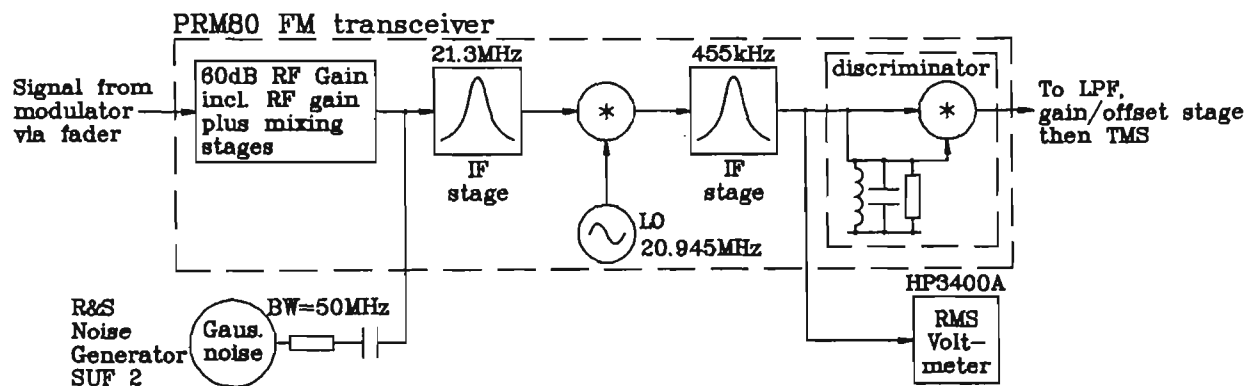 PRM80 FM transceiver
Signal from
modulator
via fader
60dB RF Gain
incl. RF gain
plus mixing
stages
21.3MHz
IF
stage
*
LO
20.945MHz
455kHz
IF
stage
discriminator
*
To LPF,
gain/offset stage
then TMS
R&S
Noise
Generator
SUF 2
Gaus.
noise
BW=50MHz
HP3400A
RMS
Volt-
meter